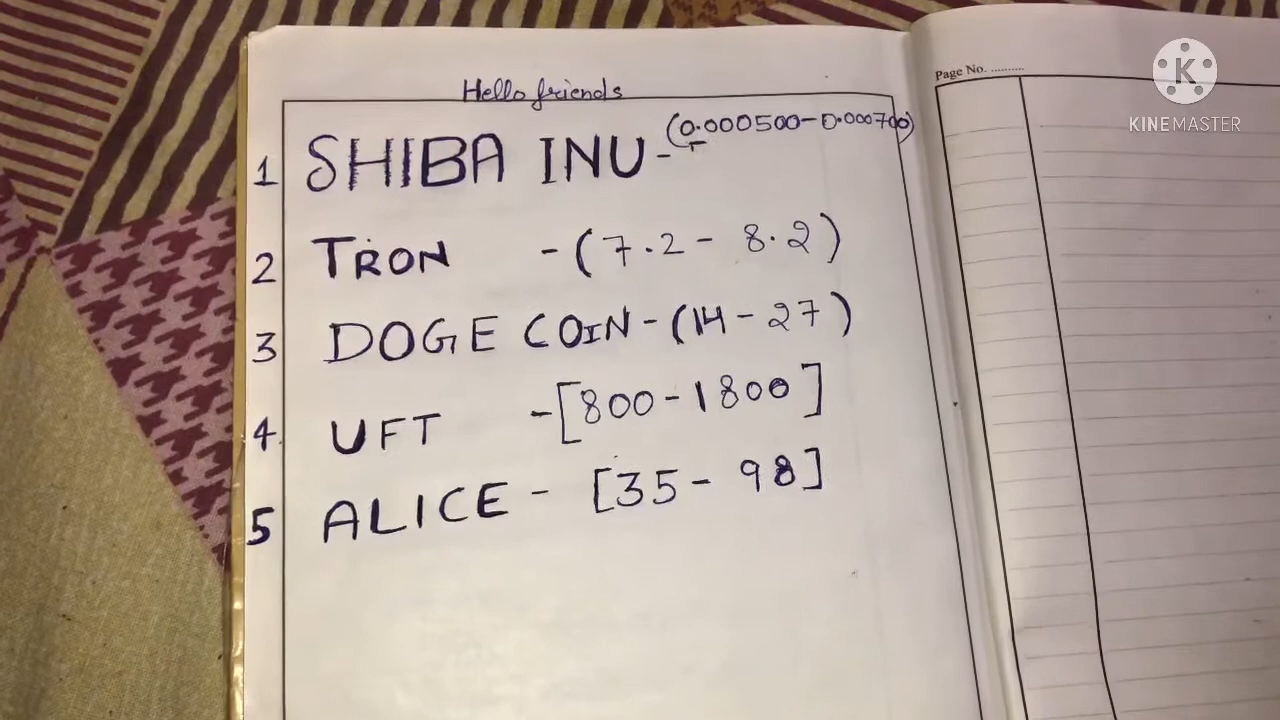 Hello friends
1 SHIBA INU - (0.000500-0.000700)
2 TRON - (7.2 - 8.2)
3 DOGE COIN - (14 - 27)
4. UFT - [800 - 1800]
5 ALICE - [35 - 98]
Page No. ..........
K
KINEMASTER